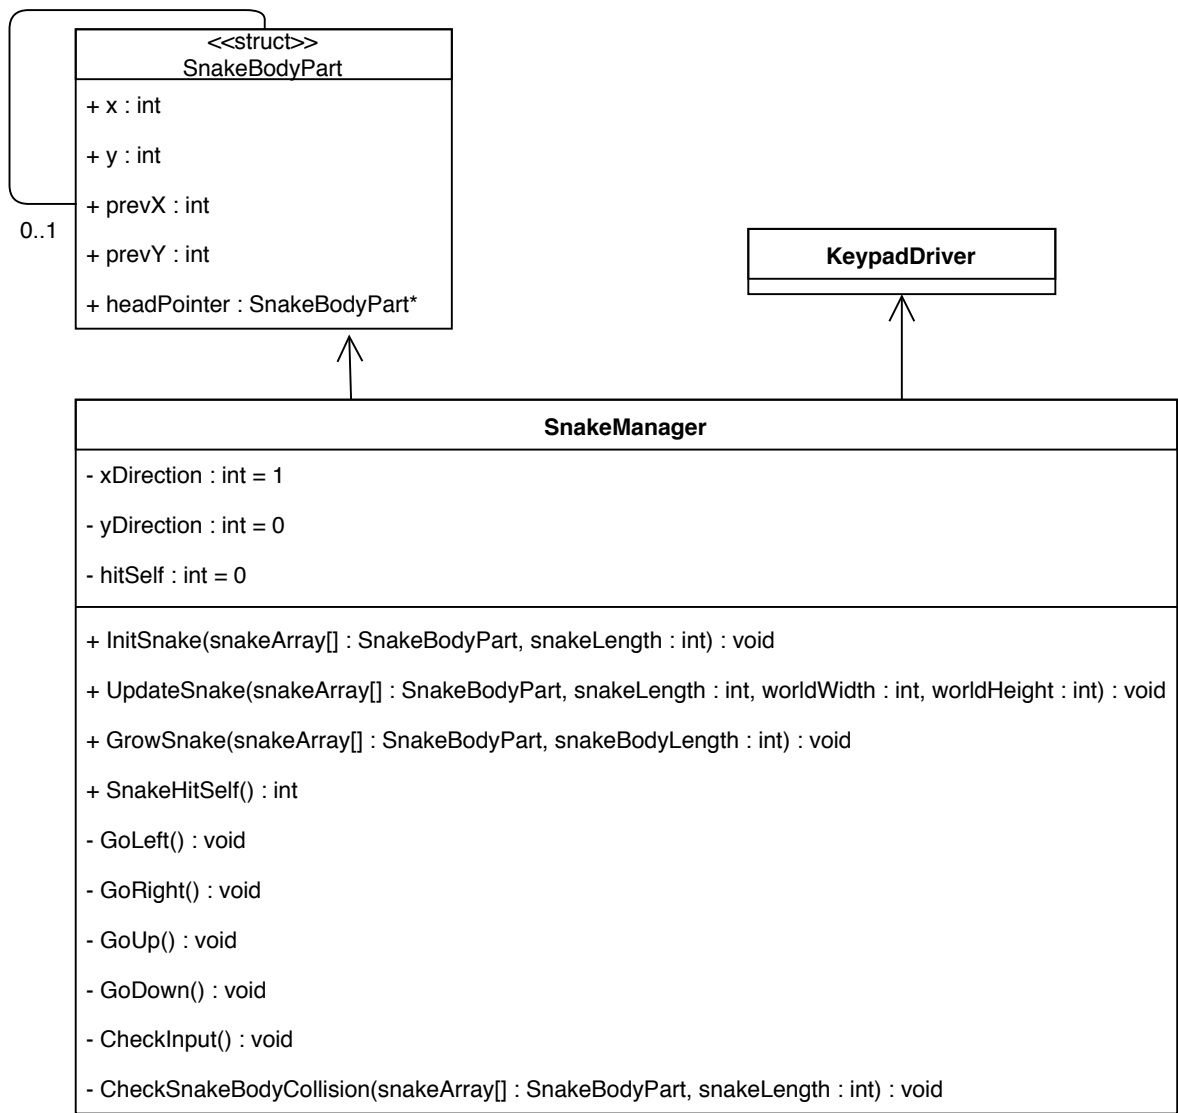 <<struct>>
SnakeBodyPart
+ x : int
+ y : int
+ prevX : int
+ prevY : int
+ headPointer : SnakeBodyPart*
0..1
KeypadDriver
SnakeManager
- xDirection : int = 1
- yDirection : int = 0
- hitSelf : int = 0
+ InitSnake(snakeArray[] : SnakeBodyPart, snakeLength : int) : void
+ UpdateSnake(snakeArray[] : SnakeBodyPart, snakeLength : int, worldWidth : int, worldHeight : int) : void
+ GrowSnake(snakeArray[] : SnakeBodyPart, snakeBodyLength : int) : void
+ SnakeHitSelf() : int
- GoLeft() : void
- GoRight() : void
- GoUp() : void
- GoDown() : void
- CheckInput() : void
- CheckSnakeBodyCollision(snakeArray[] : SnakeBodyPart, snakeLength : int) : void